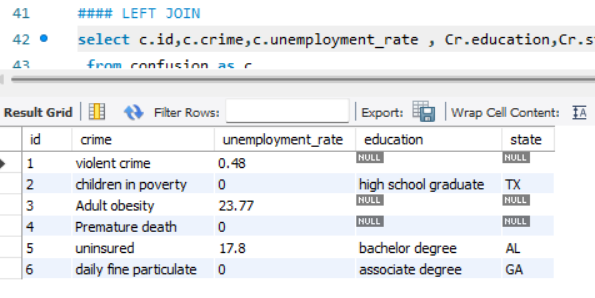 41 #### LEFT JOIN
42 select c.id,c.crime,c.unemployment_rate , Cr.education,Cr.s
43 from confusion as c
Result Grid Filter Rows: Export: Wrap Cell Content: IA
id crime unemployment_rate education state
1 violent crime 0.48 NULL NULL
2 children in poverty 0 high school graduate TX
3 Adult obesity 23.77 NULL NULL
4 Premature death 0 NULL NULL
5 uninsured 17.8 bachelor degree AL
6 daily fine particulate 0 associate degree GA